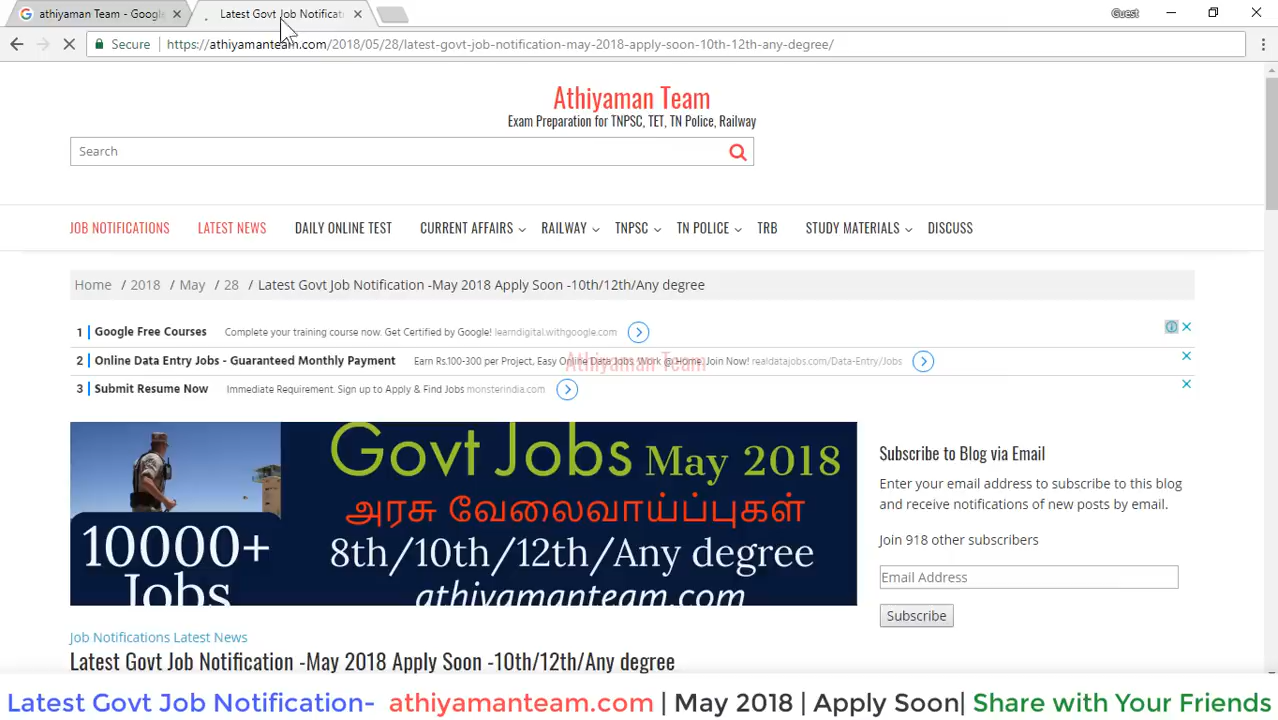 athiyaman Team - Google
Latest Govt Job Notificati
Guest
Secure
https://athiyamanteam.com/2018/05/28/latest-govt-job-notification-may-2018-apply-soon-10th-12th-any-degree/
Athiyaman Team
Exam Preparation for TNPSC, TET, TN Police, Railway
Search
JOB NOTIFICATIONS LATEST NEWS DAILY ONLINE TEST CURRENT AFFAIRS RAILWAY TNPSC TN POLICE TRB STUDY MATERIALS DISCUSS
Home / 2018 / May / 28 / Latest Govt Job Notification -May 2018 Apply Soon -10th/12th/Any degree
1 Google Free Courses Complete your training course now. Get Certified by Google! learndigital.withgoogle.com
2 Online Data Entry Jobs - Guaranteed Monthly Payment Earn Rs.100-300 per Project, Easy Online Data Jobs. Work @Home. Join Now! realdatajobs.com/Data-Entry/Jobs
Athiyaman Team
3 Submit Resume Now Immediate Requirement. Sign up to Apply & Find Jobs monsterindia.com
Govt Jobs May 2018
அரசு வேலைவாய்ப்புகள்
10000+
Jobs
8th/10th/12th/Any degree
athiyamanteam.com
Subscribe to Blog via Email
Enter your email address to subscribe to this blog
and receive notifications of new posts by email.
Join 918 other subscribers
Email Address
Subscribe
Job Notifications Latest News
Latest Govt Job Notification -May 2018 Apply Soon -10th/12th/Any degree
Latest Govt Job Notification- athiyamanteam.com | May 2018 | Apply Soon| Share with Your Friends